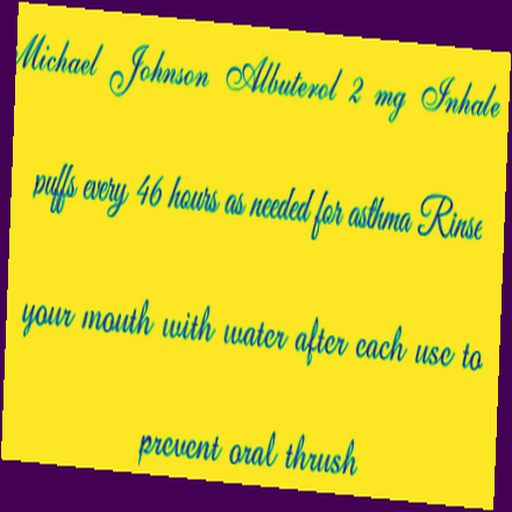 Michael Johnson Albuterol 2 mg Inhale
puffs every 46 hours as needed for asthma Rinse
your mouth with water after each use to
prevent oral thrush